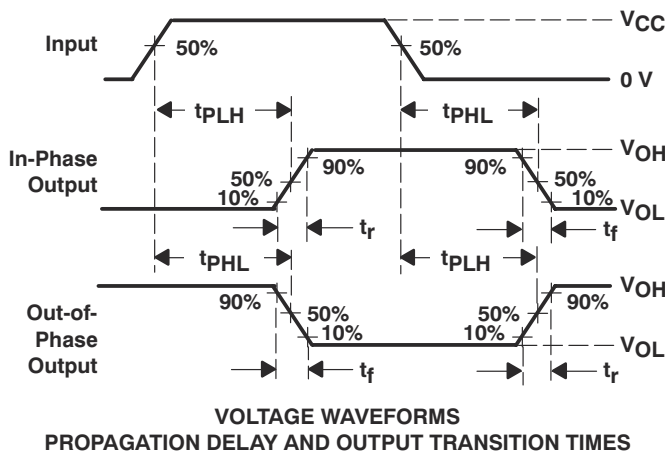 VCC
Input
50%
50%
0 V
tPLH
tPHL
In-Phase
Output
VOH
90%
90%
50%
50%
10%
10%
VOL
tr
tf
tPHL
tPLH
Out-of-
Phase
Output
VOH
90%
90%
50%
50%
10%
10%
VOL
tf
tr
VOLTAGE WAVEFORMS
PROPAGATION DELAY AND OUTPUT TRANSITION TIMES